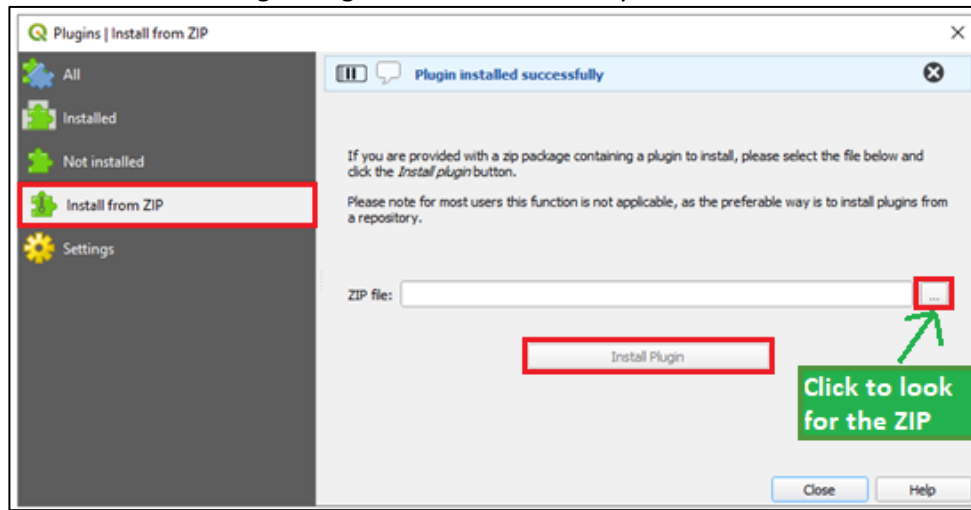 Plugins | Install from ZIP
All
Installed
Not installed
Install from ZIP
Settings
Plugin installed successfully
If you are provided with a zip package containing a plugin to install, please select the file below and
click the Install plugin button.
Please note for most users this function is not applicable, as the preferable way is to install plugins from
a repository.
ZIP file:
...
Install Plugin
Click to look
for the ZIP
Close
Help